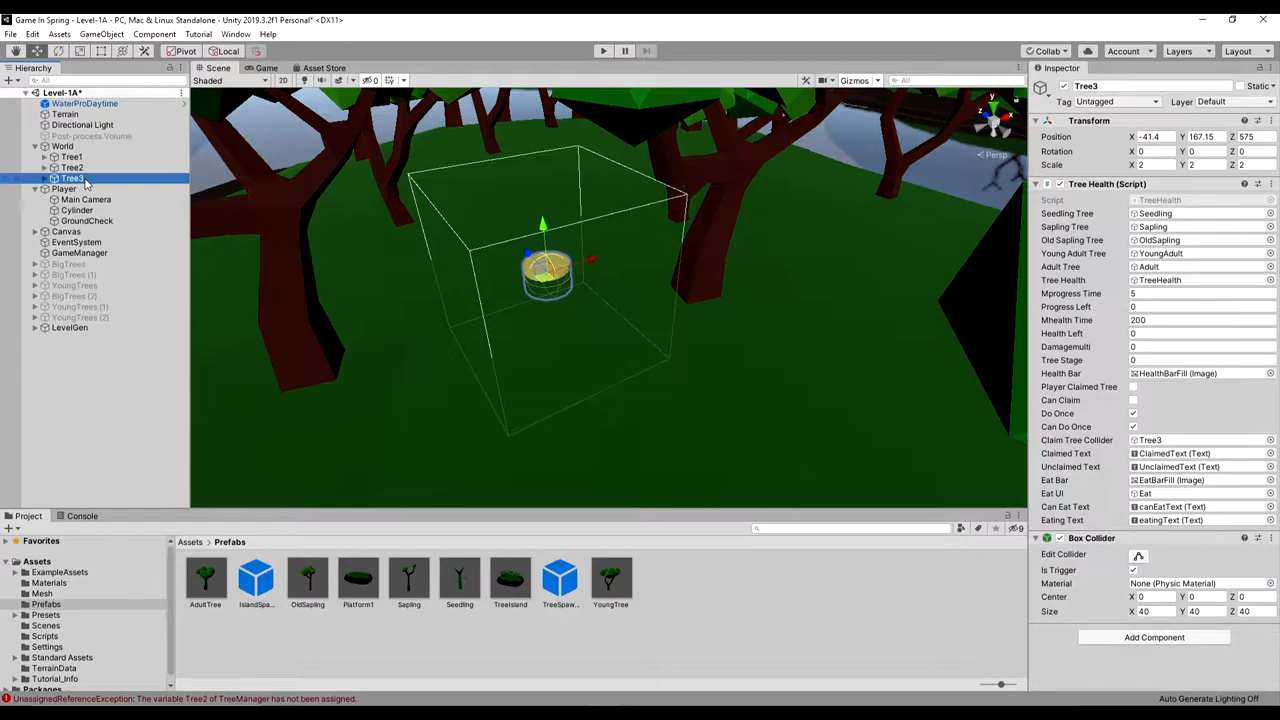 Game In Spring - Level-1A - PC, Mac & Linux Standalone - Unity 2019.3.2f1 Personal* <DX11>
File Edit Assets GameObject Component Tutorial Window Help
Pivot Local Collab Account Layers Layout
Hierarchy
All
Level-1A*
WaterProDaytime
Terrain
Directional Light
Post-process Volume
World
Tree1
Tree2
Tree3
Player
Main Camera
Cylinder
GroundCheck
Canvas
EventSystem
GameManager
BigTrees
BigTrees (1)
YoungTrees
BIgTrees (2)
YoungTrees (1)
YoungTrees (2)
LevelGen
Scene Game Asset Store
Shaded 2D 0 Gizmos All
y
x
z
Persp
Inspector
Tree3 Static
Tag Untagged Layer Default
Transform
Position X -41.4 Y 167.15 Z 575
Rotation X 0 Y 0 Z 0
Scale X 2 Y 2 Z 2
Tree Health (Script)
Script TreeHealth
Seedling Tree Seedling
Sapling Tree Sapling
Old Sapling Tree OldSapling
Young Adult Tree YoungAdult
Adult Tree Adult
Tree Health TreeHealth
Mprogress Time 5
Progress Left 0
Mhealth Time 200
Health Left 0
Damagemulti 0
Tree Stage 0
Health Bar HealthBarFill (Image)
Player Claimed Tree
Can Claim
Do Once
Can Do Once
Claim Tree Collider Tree3
Claimed Text ClaimedText (Text)
Unclaimed Text UnclaimedText (Text)
Eat Bar EatBarFill (Image)
Eat UI Eat
Can Eat Text canEatText (Text)
Eating Text eatingText (Text)
Box Collider
Edit Collider
Is Trigger
Material None (Physic Material)
Center X 0 Y 0 Z 0
Size X 40 Y 40 Z 40
Add Component
Project Console
9
Favorites
Assets
ExampleAssets
Materials
Mesh
Prefabs
Presets
Scenes
Scripts
Settings
Standard Assets
TerrainData
Tutorial_Info
Packages
Assets > Prefabs
AdultTree IslandSpa... OldSapling Platform1 Sapling Seedling TreeIsland TreeSpaw... YoungTree
UnassignedReferenceException: The variable Tree2 of TreeManager has not been assigned.
Auto Generate Lighting Off